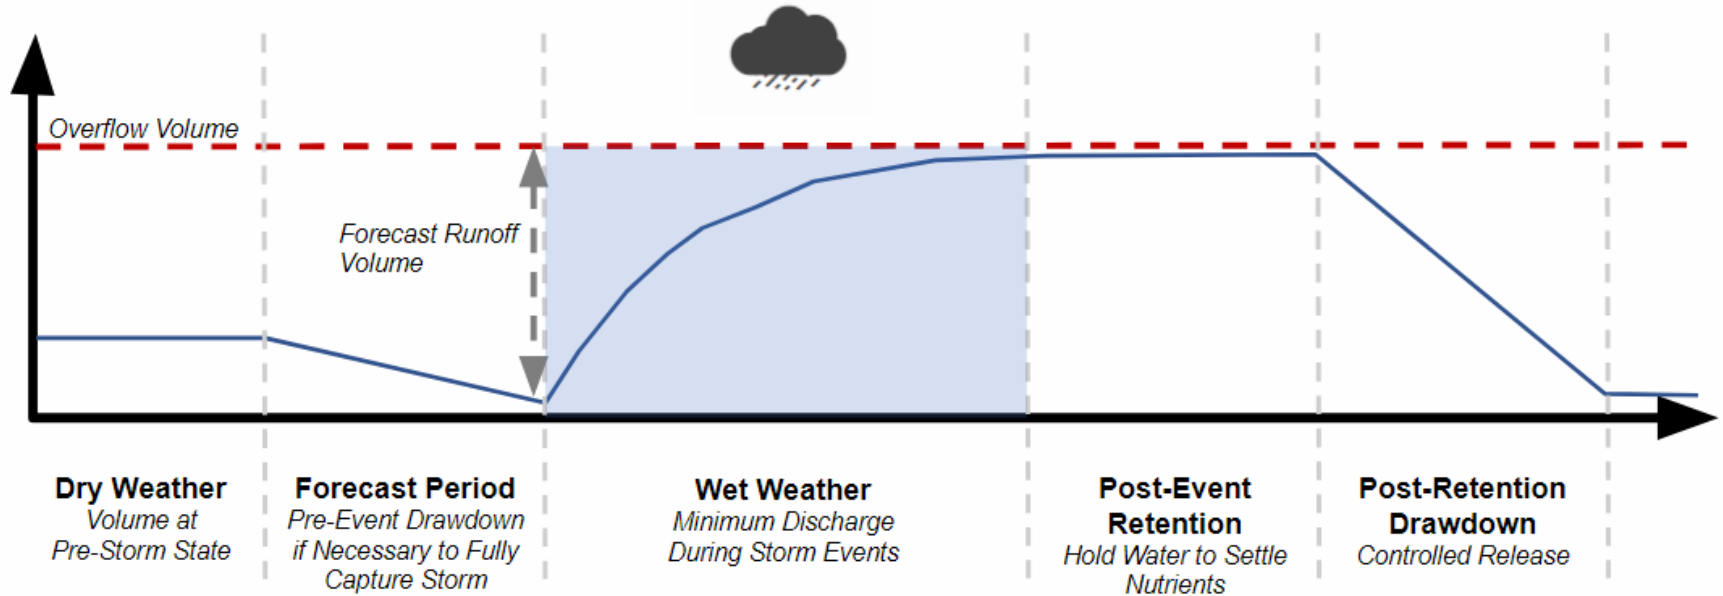 Overflow Volume
Forecast Runoff
Volume
Dry Weather
Volume at
Pre-Storm State
Forecast Period
Pre-Event Drawdown
if Necessary to Fully
Capture Storm
Wet Weather
Minimum Discharge
During Storm Events
Post-Event
Retention
Hold Water to Settle
Nutrients
Post-Retention
Drawdown
Controlled Release